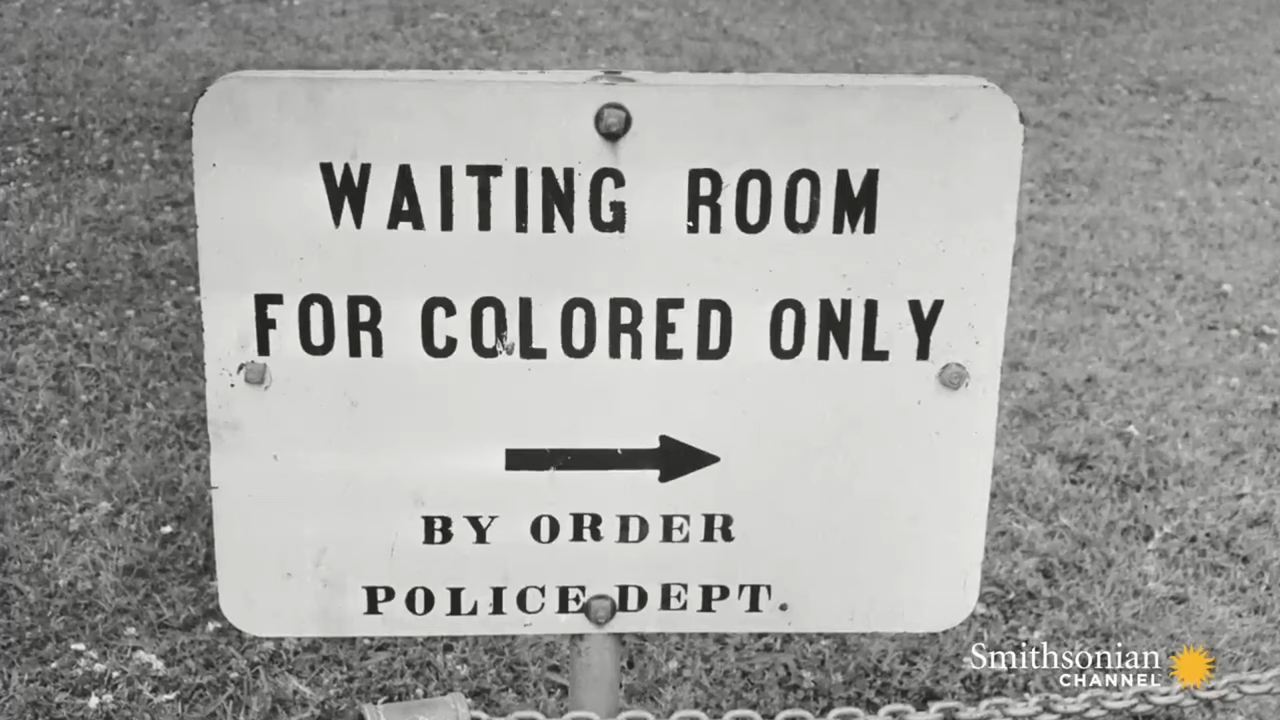 WAITING ROOM
FOR COLORED ONLY
BY ORDER
POLICE DEPT.
Smithsonian
CHANNEL